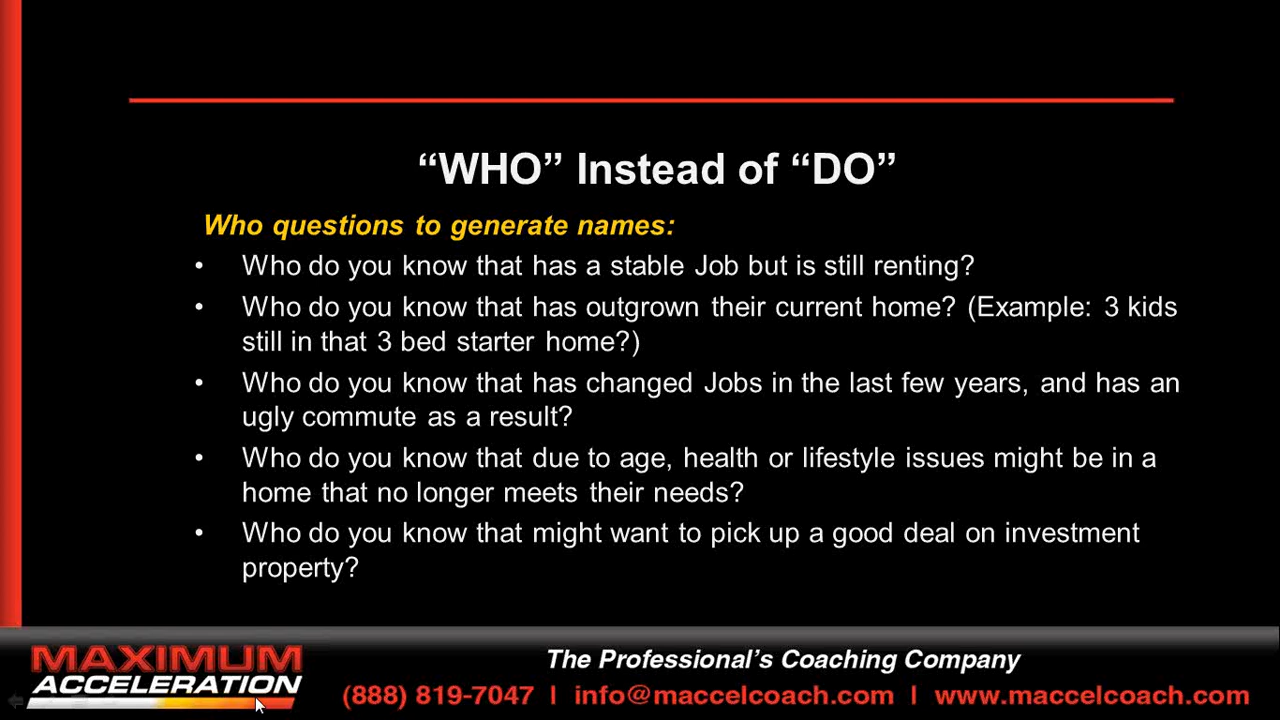 “WHO” Instead of “DO”
Who questions to generate names:
• Who do you know that has a stable Job but is still renting?
• Who do you know that has outgrown their current home? (Example: 3 kids
still in that 3 bed starter home?)
• Who do you know that has changed Jobs in the last few years, and has an
ugly commute as a result?
• Who do you know that due to age, health or lifestyle issues might be in a
home that no longer meets their needs?
• Who do you know that might want to pick up a good deal on investment
property?
MAXIMUM
ACCELERATION
The Professional’s Coaching Company
(888) 819-7047 | info@maccelcoach.com | www.maccelcoach.com